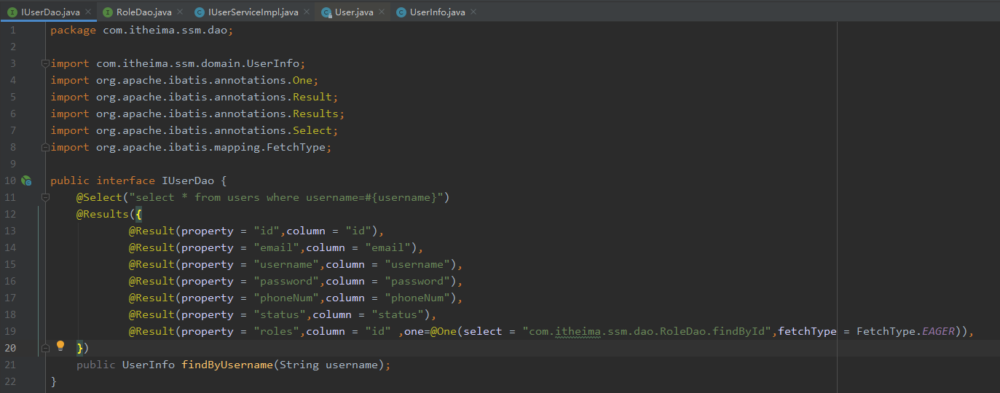 IUserDao.java RoleDao.java IUserServiceImpl.java User.java UserInfo.java
1 package com.itheima.ssm.dao;
2
3 import com.itheima.ssm.domain.UserInfo;
4 import org.apache.ibatis.annotations.One;
5 import org.apache.ibatis.annotations.Result;
6 import org.apache.ibatis.annotations.Results;
7 import org.apache.ibatis.annotations.Select;
8 import org.apache.ibatis.mapping.FetchType;
9
10 public interface IUserDao {
11 @Select("select * from users where username=#{username}")
12 @Results({
13 @Result(property = "id",column = "id"),
14 @Result(property = "email",column = "email"),
15 @Result(property = "username",column = "username"),
16 @Result(property = "password",column = "password"),
17 @Result(property = "phoneNum",column = "phoneNum"),
18 @Result(property = "status",column = "status"),
19 @Result(property = "roles",column = "id" ,one=@One(select = "com.itheima.ssm.dao.RoleDao.findById",fetchType = FetchType.EAGER)),
20 })
21 public UserInfo findByUsername(String username);
22 }